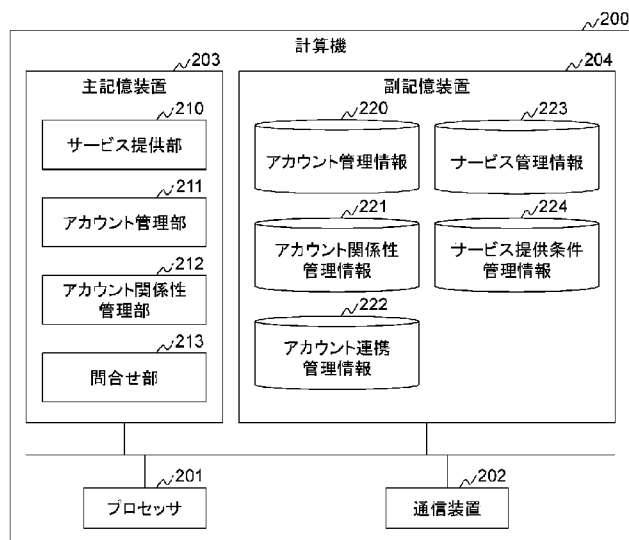 200
計算機
203
主記憶装置
210
サービス提供部
211
アカウント管理部
212
アカウント関係性
管理部
213
問合せ部
204
副記憶装置
220
アカウント管理情報
223
サービス管理情報
221
アカウント関係性
管理情報
224
サービス提供条件
管理情報
222
アカウント連携
管理情報
201
プロセッサ
202
通信装置